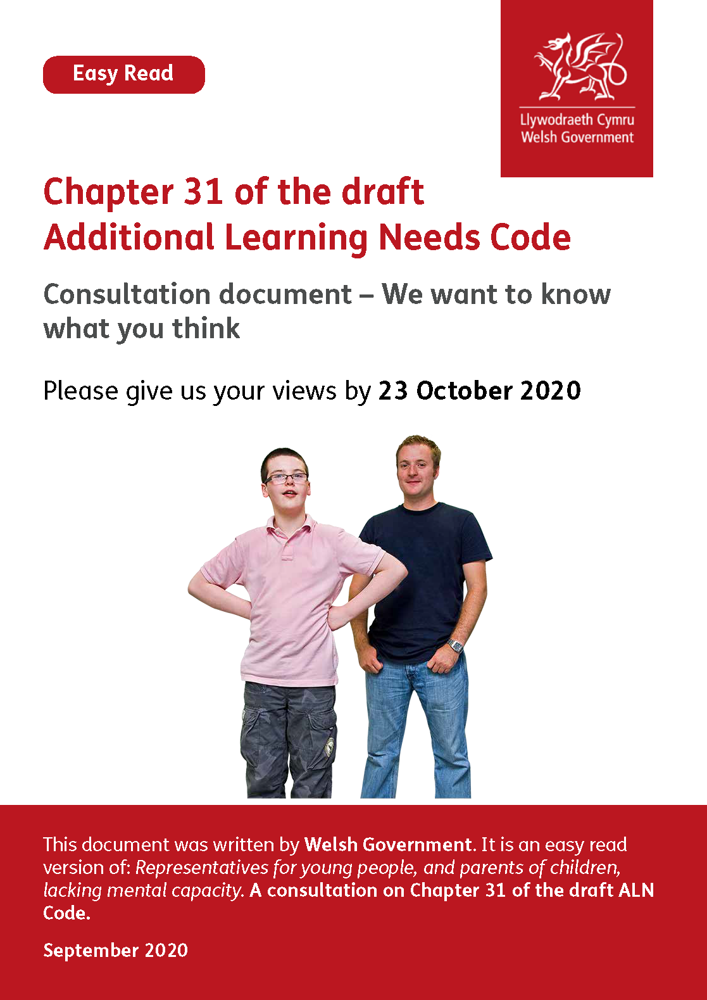 Easy Read
Llywodraeth Cymru
Welsh Government
Chapter 31 of the draft
Additional Learning Needs Code
Consultation document – We want to know
what you think
Please give us your views by 23 October 2020
This document was written by Welsh Government. It is an easy read
version of: Representatives for young people, and parents of children,
lacking mental capacity. A consultation on Chapter 31 of the draft ALN
Code.
September 2020